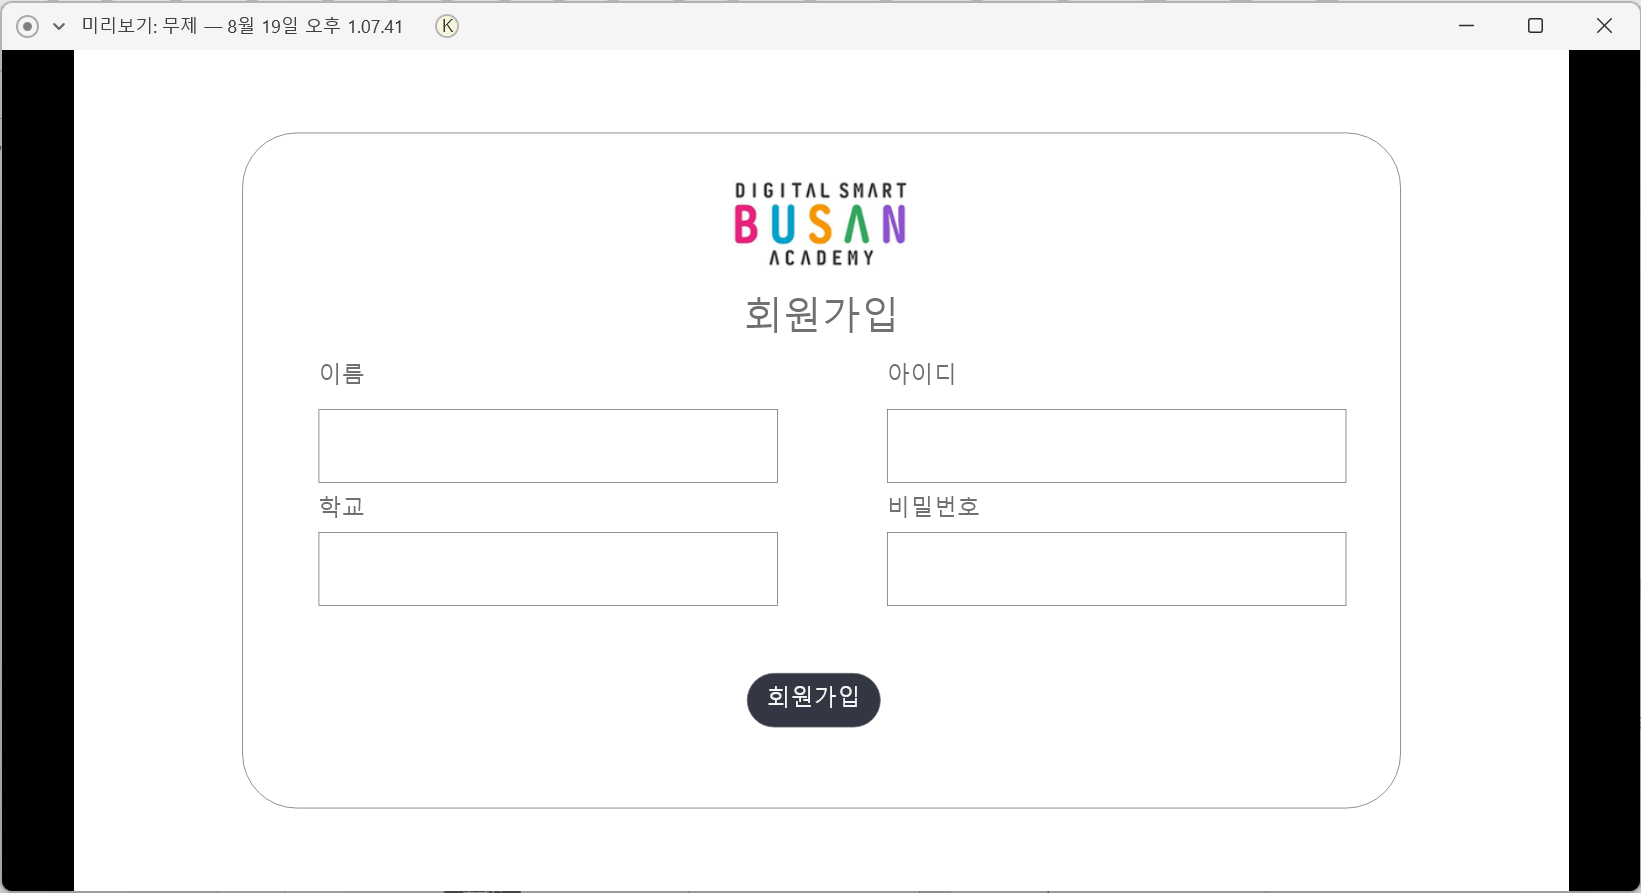 미리보기: 무제 — 8월 19일 오후 1.07.41 K
DIGITAL SMART
BUSAN
ACADEMY
회원가입
이름 아이디
학교 비밀번호
회원가입